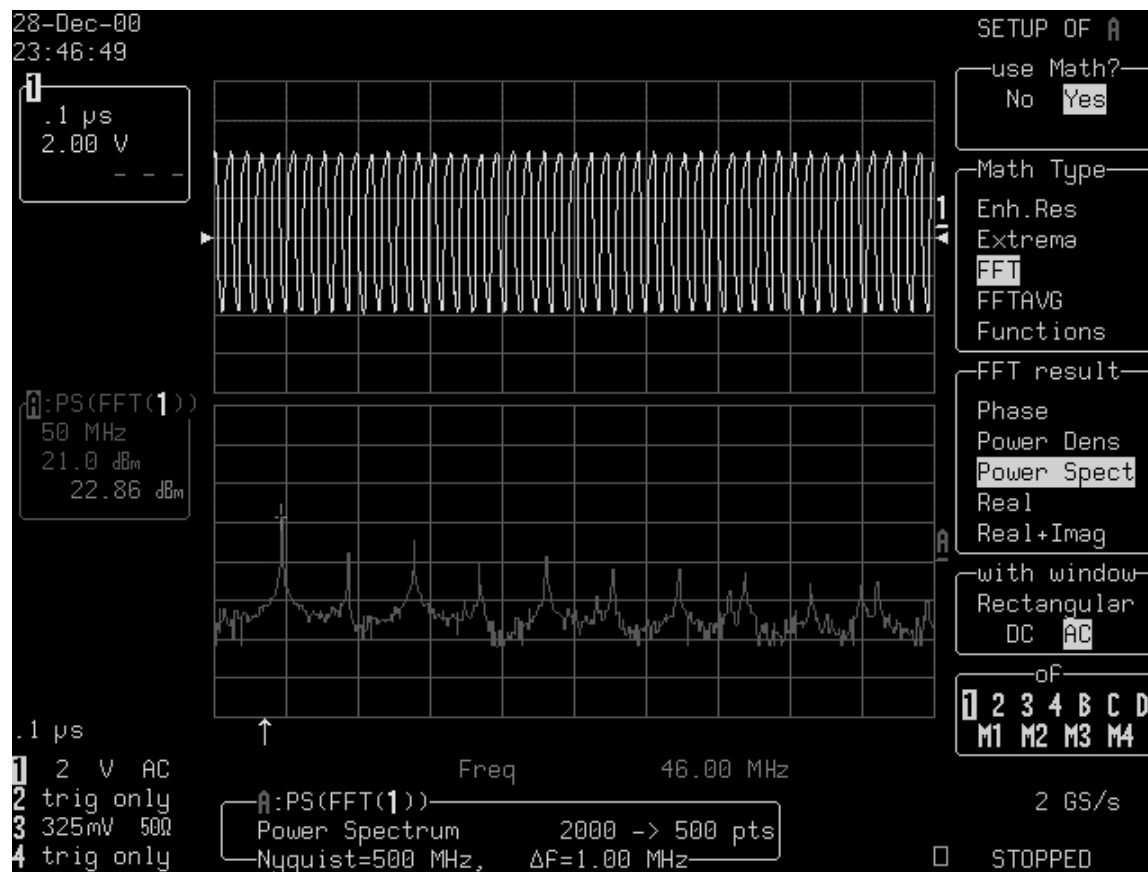 28-Dec-00
23:46:49
1
.1 µs
2.00 V
- - -
A:PS(FFT(1))
50 MHz
21.0 dBm
22.86 dBm
1
A
.1 µs
1 2 V AC
2 trig only
3 325mV 50Ω
4 trig only
Freq 46.00 MHz
A:PS(FFT(1))
Power Spectrum 2000 -> 500 pts
Nyquist=500 MHz, ΔF=1.00 MHz
SETUP OF A
use Math?
No Yes
Math Type
Enh.Res
Extrema
FFT
FFTAVG
Functions
FFT result
Phase
Power Dens
Power Spect
Real
Real+Imag
with window
Rectangular
DC AC
of
1 2 3 4 B C D
M1 M2 M3 M4
2 GS/s
STOPPED